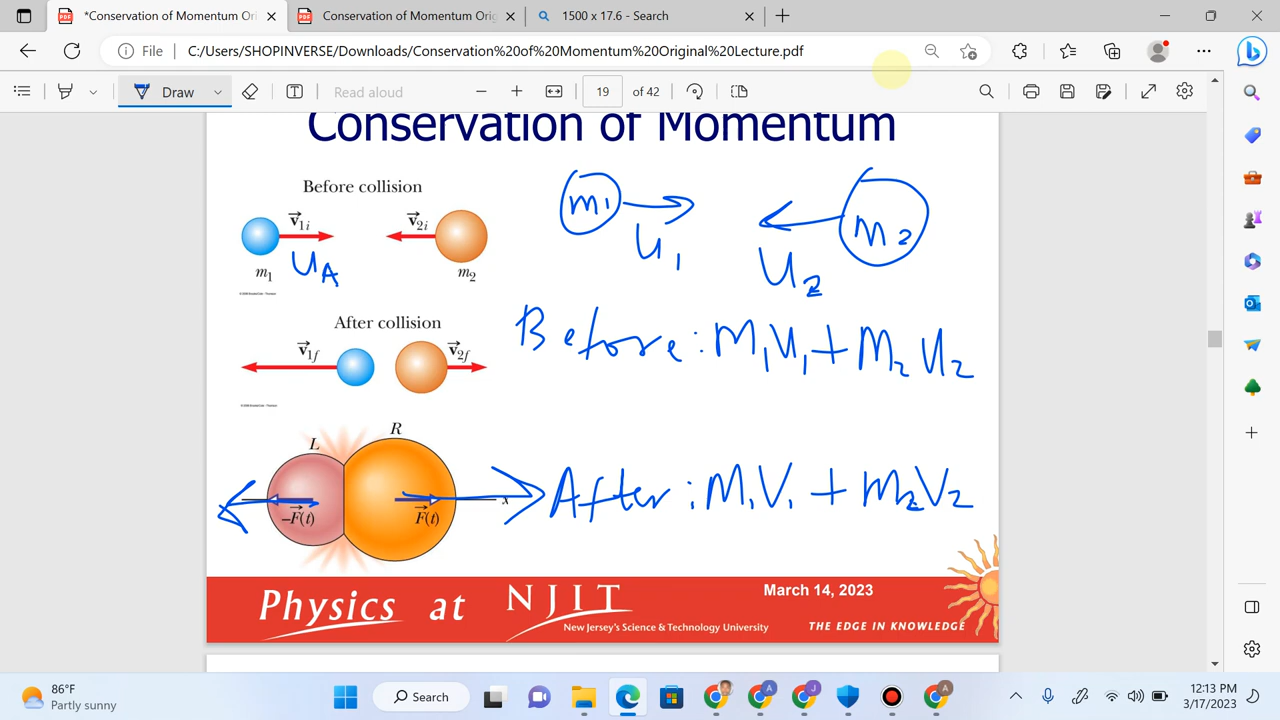 *Conservation of Momentum Ori
Conservation of Momentum Orig
1500 x 17.6 - Search
File
C:/Users/SHOPINVERSE/Downloads/Conservation%20of%20Momentum%20Original%20Lecture.pdf
Draw
Read aloud
19 of 42
Conservation of Momentum
Before collision
v1i
v2i
m1
m2
UA
m1
U1
m2
U2
Before: M1U1 + M2U2
After collision
v1f
v2f
L
R
-F(t)
F(t)
x
After: M1V1 + M2V2
Physics at NJIT
New Jersey's Science & Technology University
March 14, 2023
THE EDGE IN KNOWLEDGE
86°F
Partly sunny
Search
12:13 PM
3/17/2023